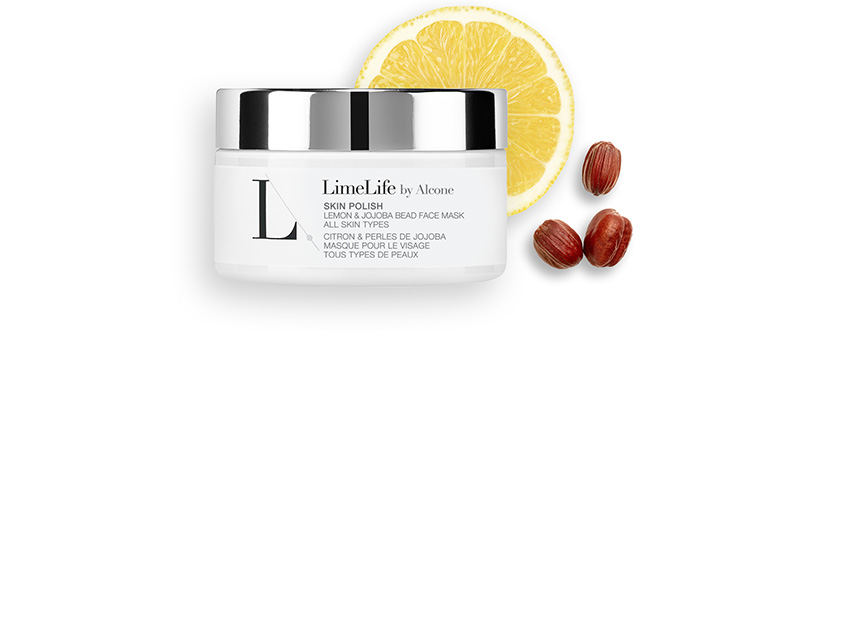 L
LimeLife by Alcone
SKIN POLISH
LEMON & JOJOBA BEAD FACE MASK
ALL SKIN TYPES
CITRON & PERLES DE JOJOBA
MASQUE POUR LE VISAGE
TOUS TYPES DE PEAUX